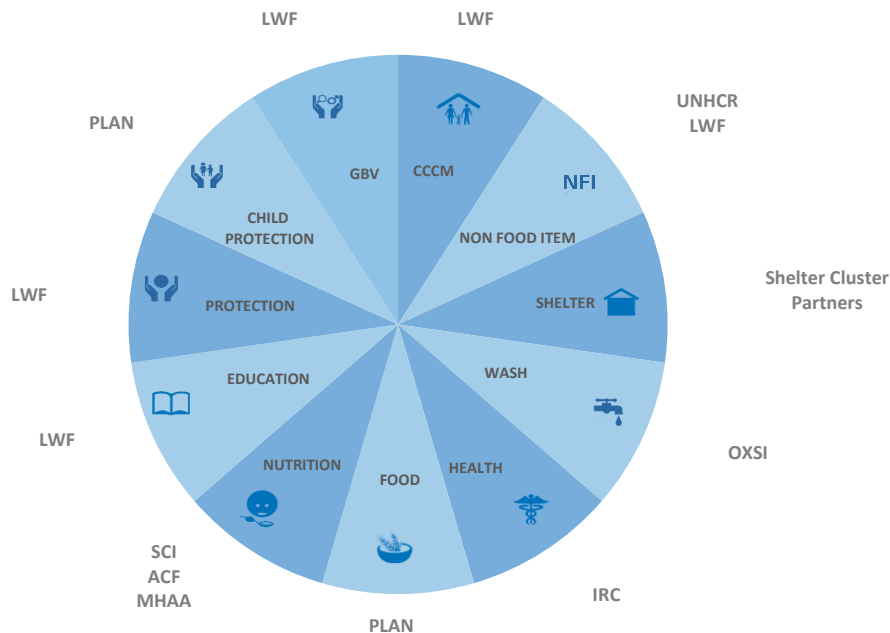 LWF
LWF
PLAN
UNHCR
LWF
GBV
CCCM
NFI
CHILD
PROTECTION
NON FOOD ITEM
LWF
PROTECTION
SHELTER
Shelter Cluster
Partners
EDUCATION
WASH
LWF
OXSI
NUTRITION
FOOD
HEALTH
SCI
ACF
MHAA
IRC
PLAN